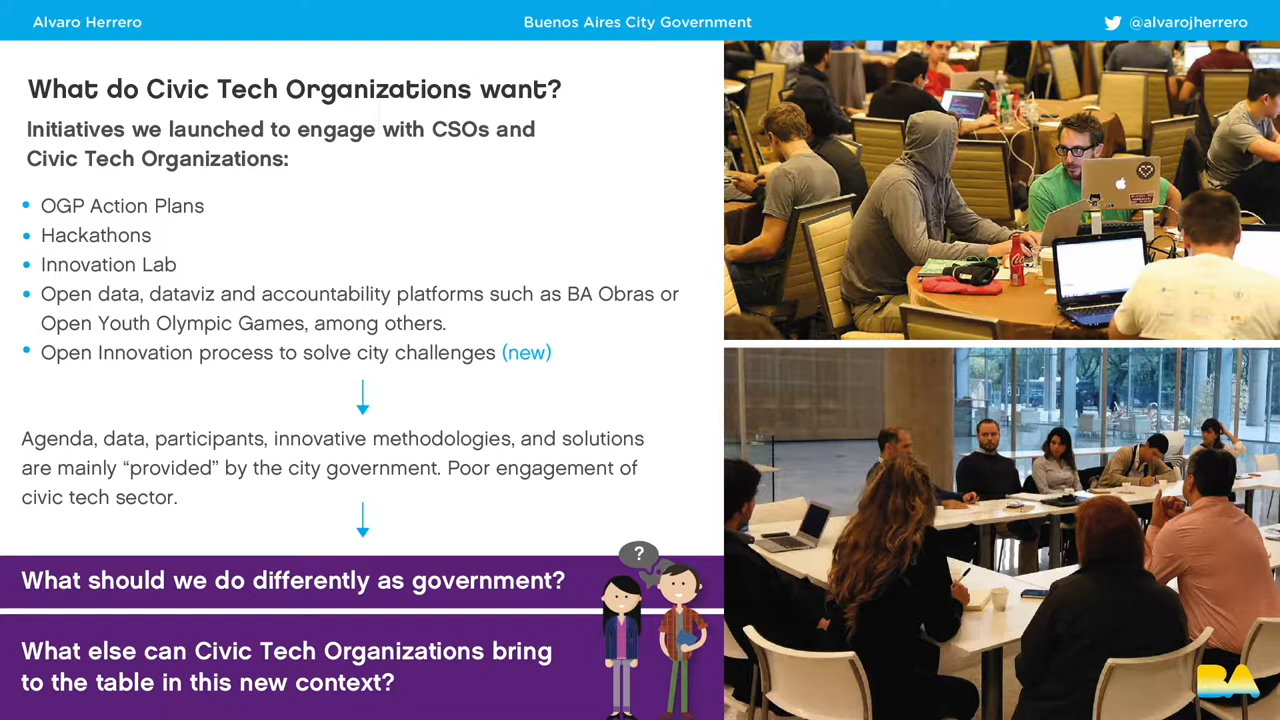 Alvaro Herrero
Buenos Aires City Government
@alvarojherrero
What do Civic Tech Organizations want?
Initiatives we launched to engage with CSOs and
Civic Tech Organizations:
• OGP Action Plans
• Hackathons
• Innovation Lab
• Open data, dataviz and accountability platforms such as BA Obras or
Open Youth Olympic Games, among others.
• Open Innovation process to solve city challenges (new)
Agenda, data, participants, innovative methodologies, and solutions
are mainly “provided” by the city government. Poor engagement of
civic tech sector.
?
What should we do differently as government?
What else can Civic Tech Organizations bring
to the table in this new context?
BA